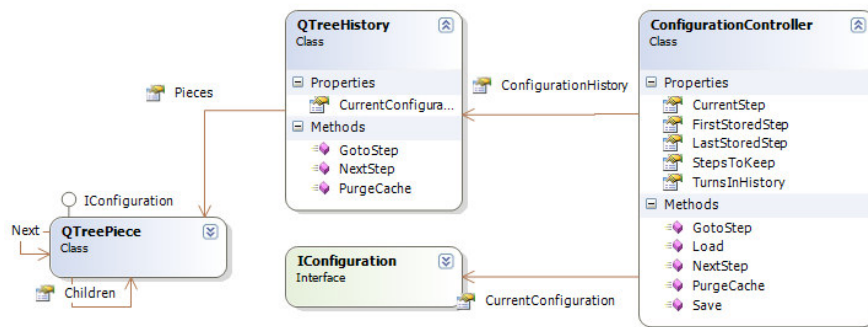 QTreeHistory
Class
Properties
CurrentConfigura...
Methods
GotoStep
NextStep
PurgeCache
ConfigurationController
Class
Properties
CurrentStep
FirstStoredStep
LastStoredStep
StepsToKeep
TurnsInHistory
Methods
GotoStep
Load
NextStep
PurgeCache
Save
Pieces
ConfigurationHistory
IConfiguration
Next
QTreePiece
Class
Children
IConfiguration
Interface
CurrentConfiguration